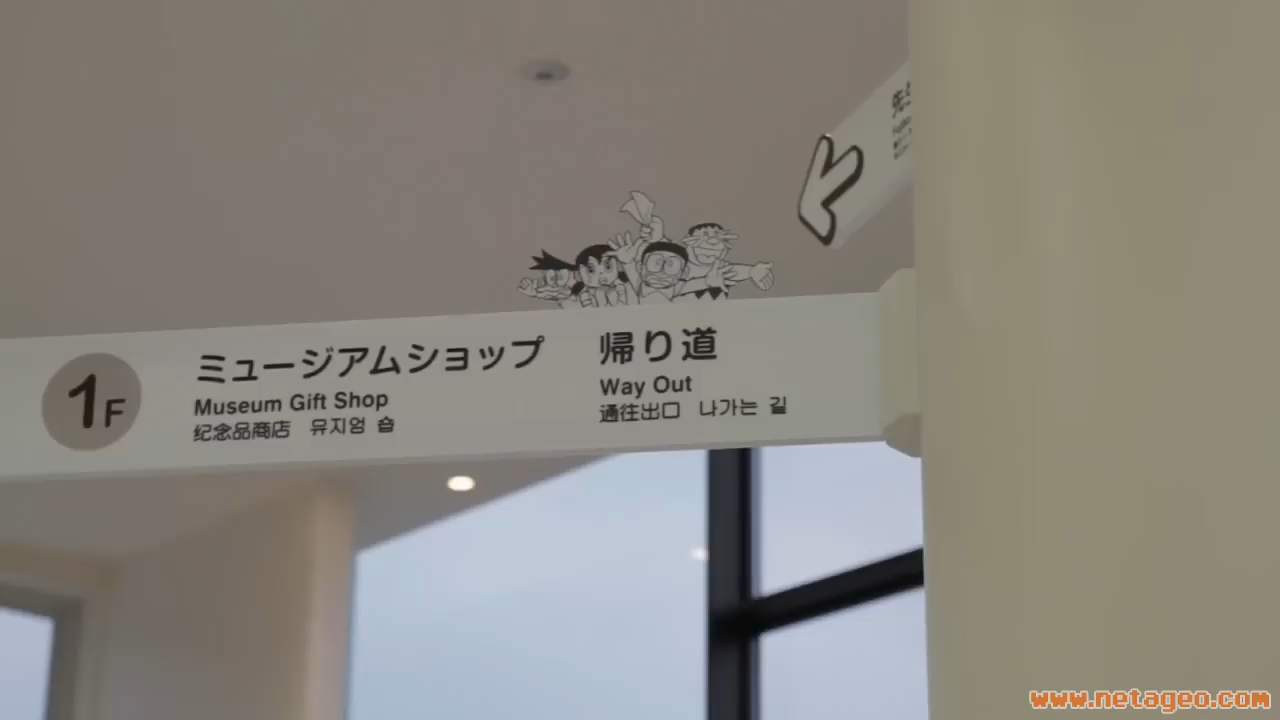 1F
ミュージアムショップ
Museum Gift Shop
纪念品商店 뮤지엄 숍
帰り道
Way Out
通往出口 나가는 길
www.netageo.com